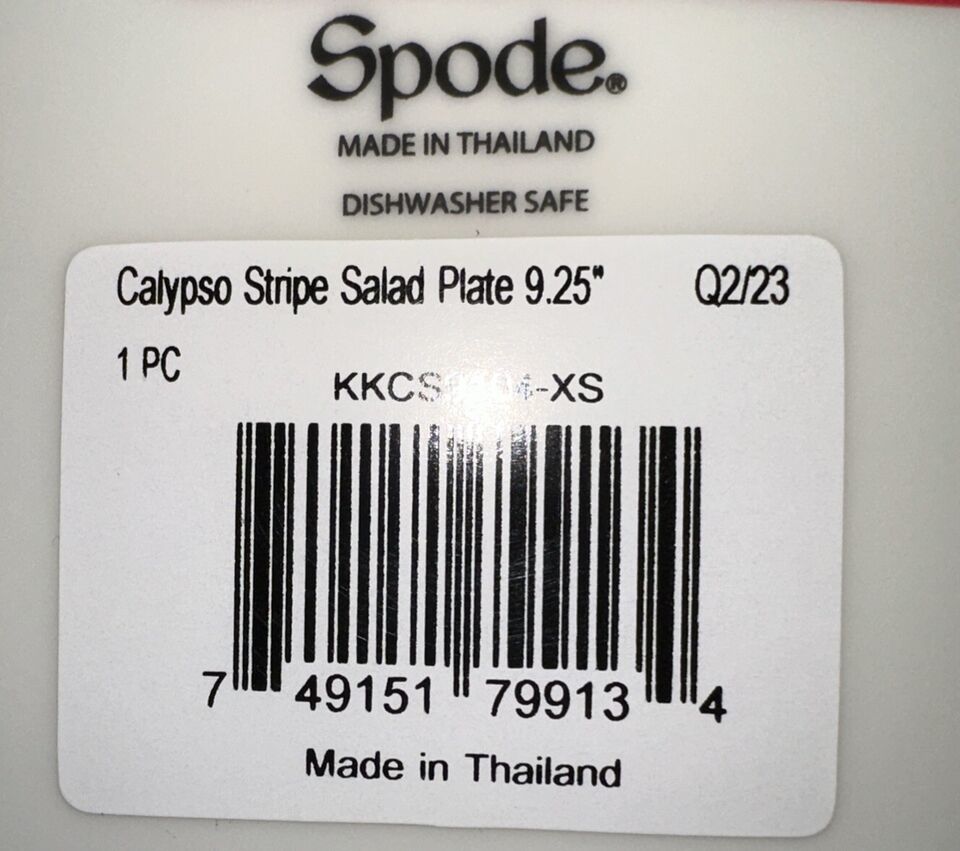 Spode.®
MADE IN THAILAND
DISHWASHER SAFE
Calypso Stripe Salad Plate 9.25" Q2/23
1 PC
7 49151 79913 4
Made in Thailand